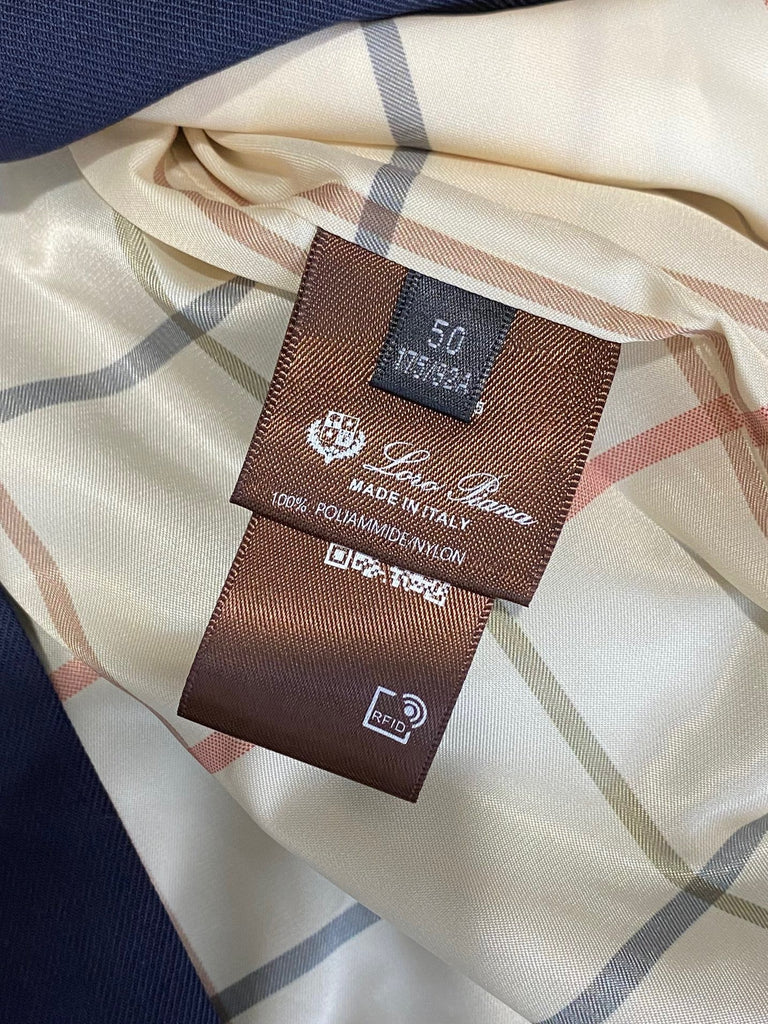 50
175/92A
Loro Piana
MADE IN ITALY
100% POLIAMMIDE/NYLON
RFID